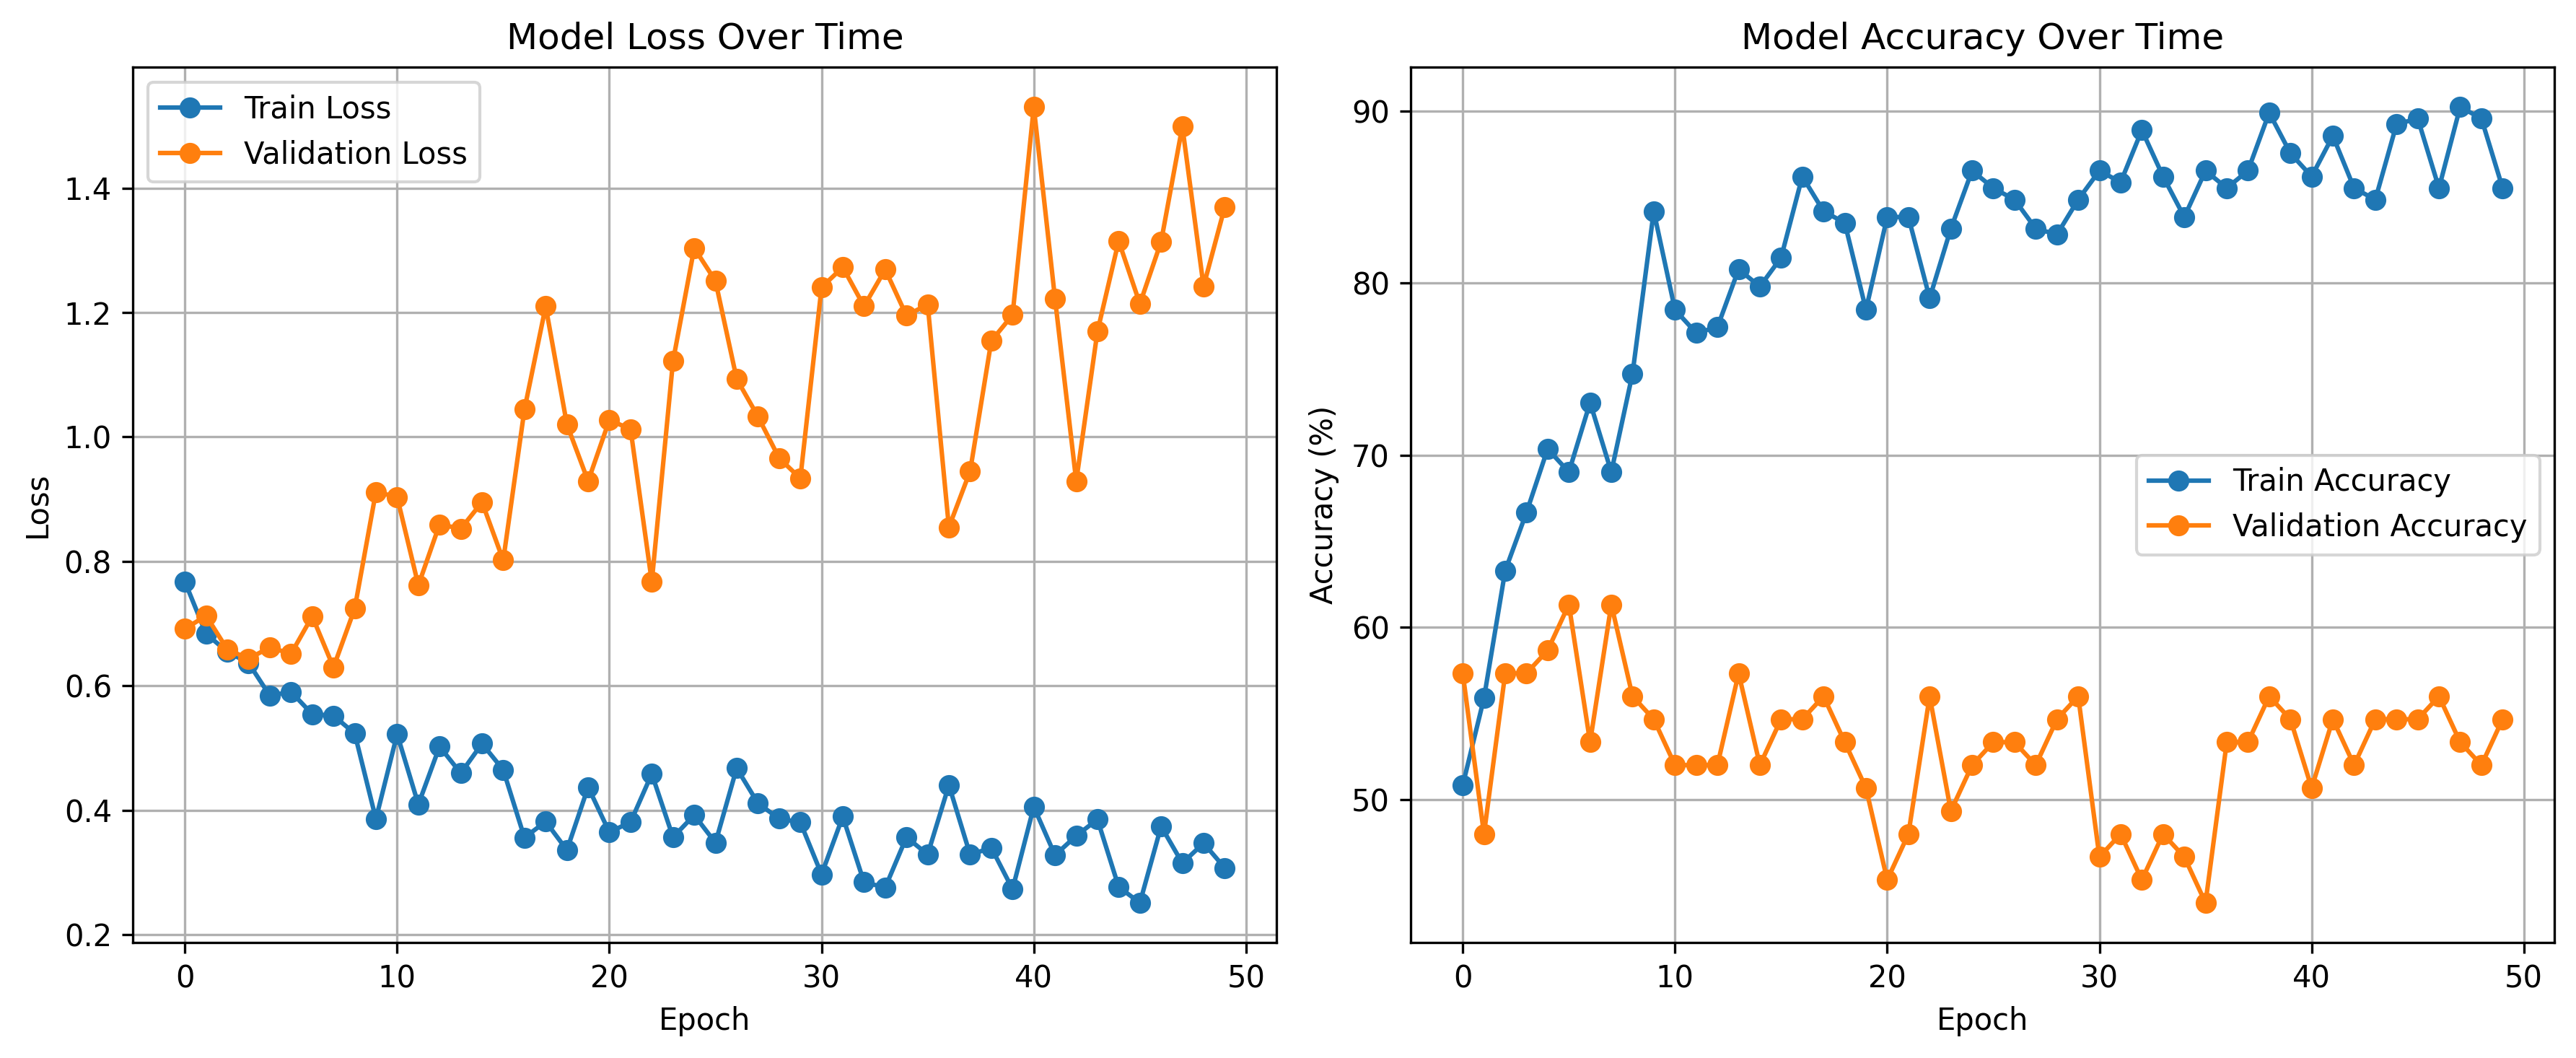 Model Loss Over Time
Train Loss
Validation Loss
1.4
1.2
1.0
0.8
0.6
0.4
0.2
Loss
0 10 20 30 40 50
Epoch
Model Accuracy Over Time
90
80
70
60
50
Accuracy (%)
Train Accuracy
Validation Accuracy
0 10 20 30 40 50
Epoch